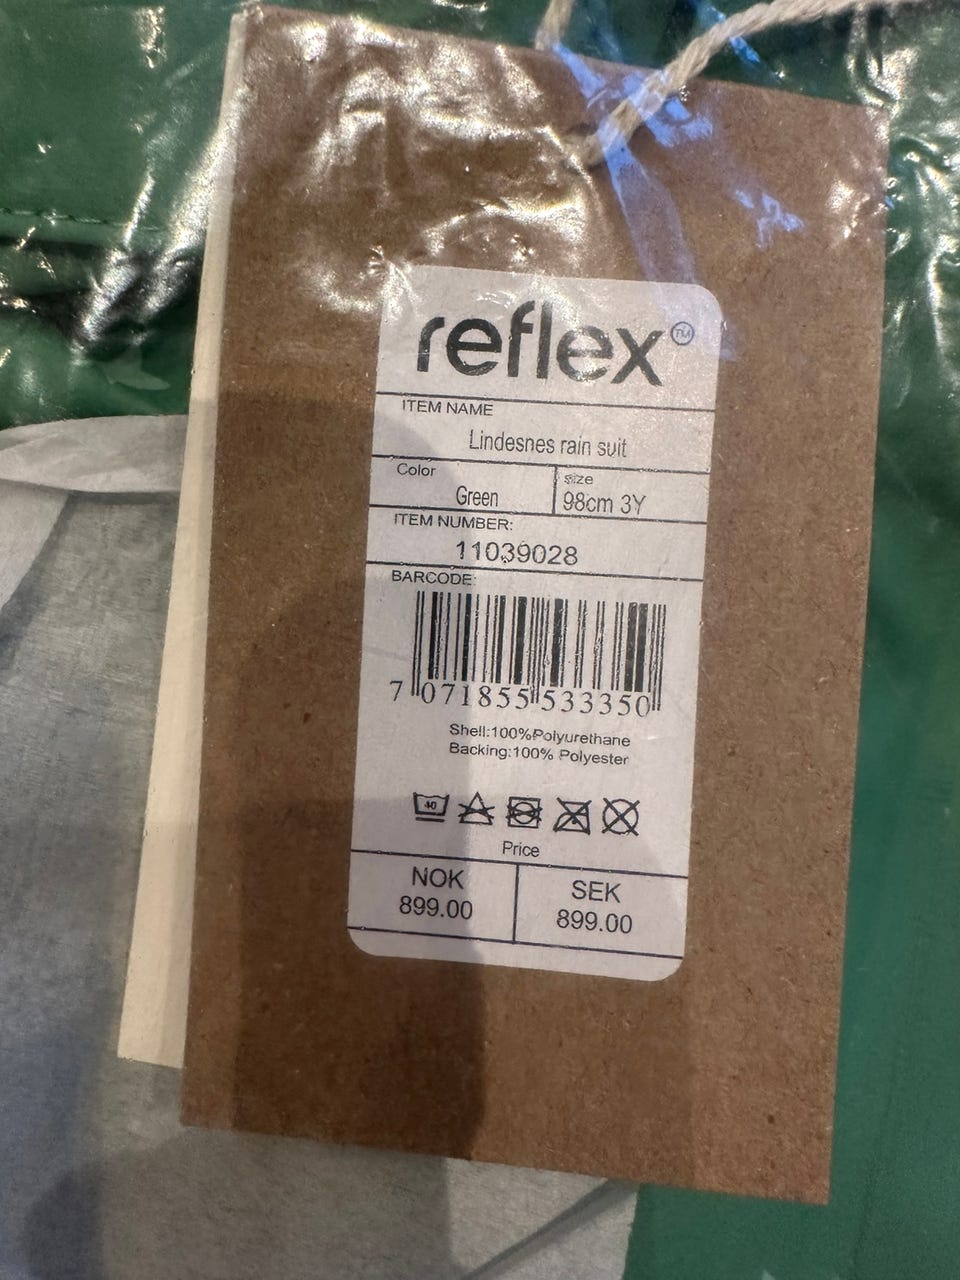 reflex™
ITEM NAME
Lindesnes rain suit
Color
Green
size
98cm 3Y
ITEM NUMBER:
11039028
BARCODE:
7 071855 533350
Shell:100%Polyurethane
Backing:100% Polyester
40
Price
NOK
899.00
SEK
899.00